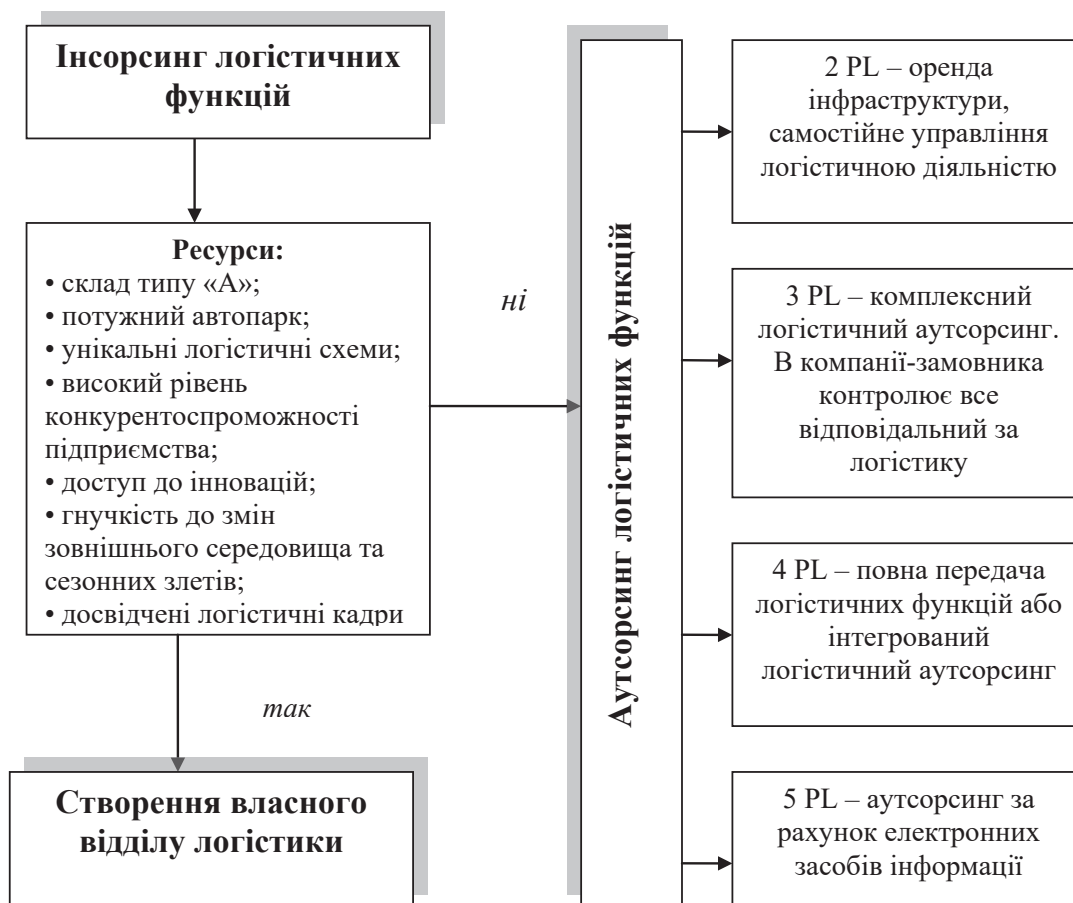 Інсорсинг логістичних
функцій
Ресурси:
• склад типу «А»;
• потужний автопарк;
• унікальні логістичні схеми;
• високий рівень
конкурентоспроможності
підприємства;
• доступ до інновацій;
• гнучкість до змін
зовнішнього середовища та
сезонних злетів;
• досвідчені логістичні кадри
так
Створення власного
відділу логістики
ні
Аутсорсинг логістичних функцій
2 PL – оренда
інфраструктури,
самостійне управління
логістичною діяльністю
3 PL – комплексний
логістичний аутсорсинг.
В компанії-замовника
контролює все
відповідальний за
логістику
4 PL – повна передача
логістичних функцій або
інтегрований
логістичний аутсорсинг
5 PL – аутсорсинг за
рахунок електронних
засобів інформації